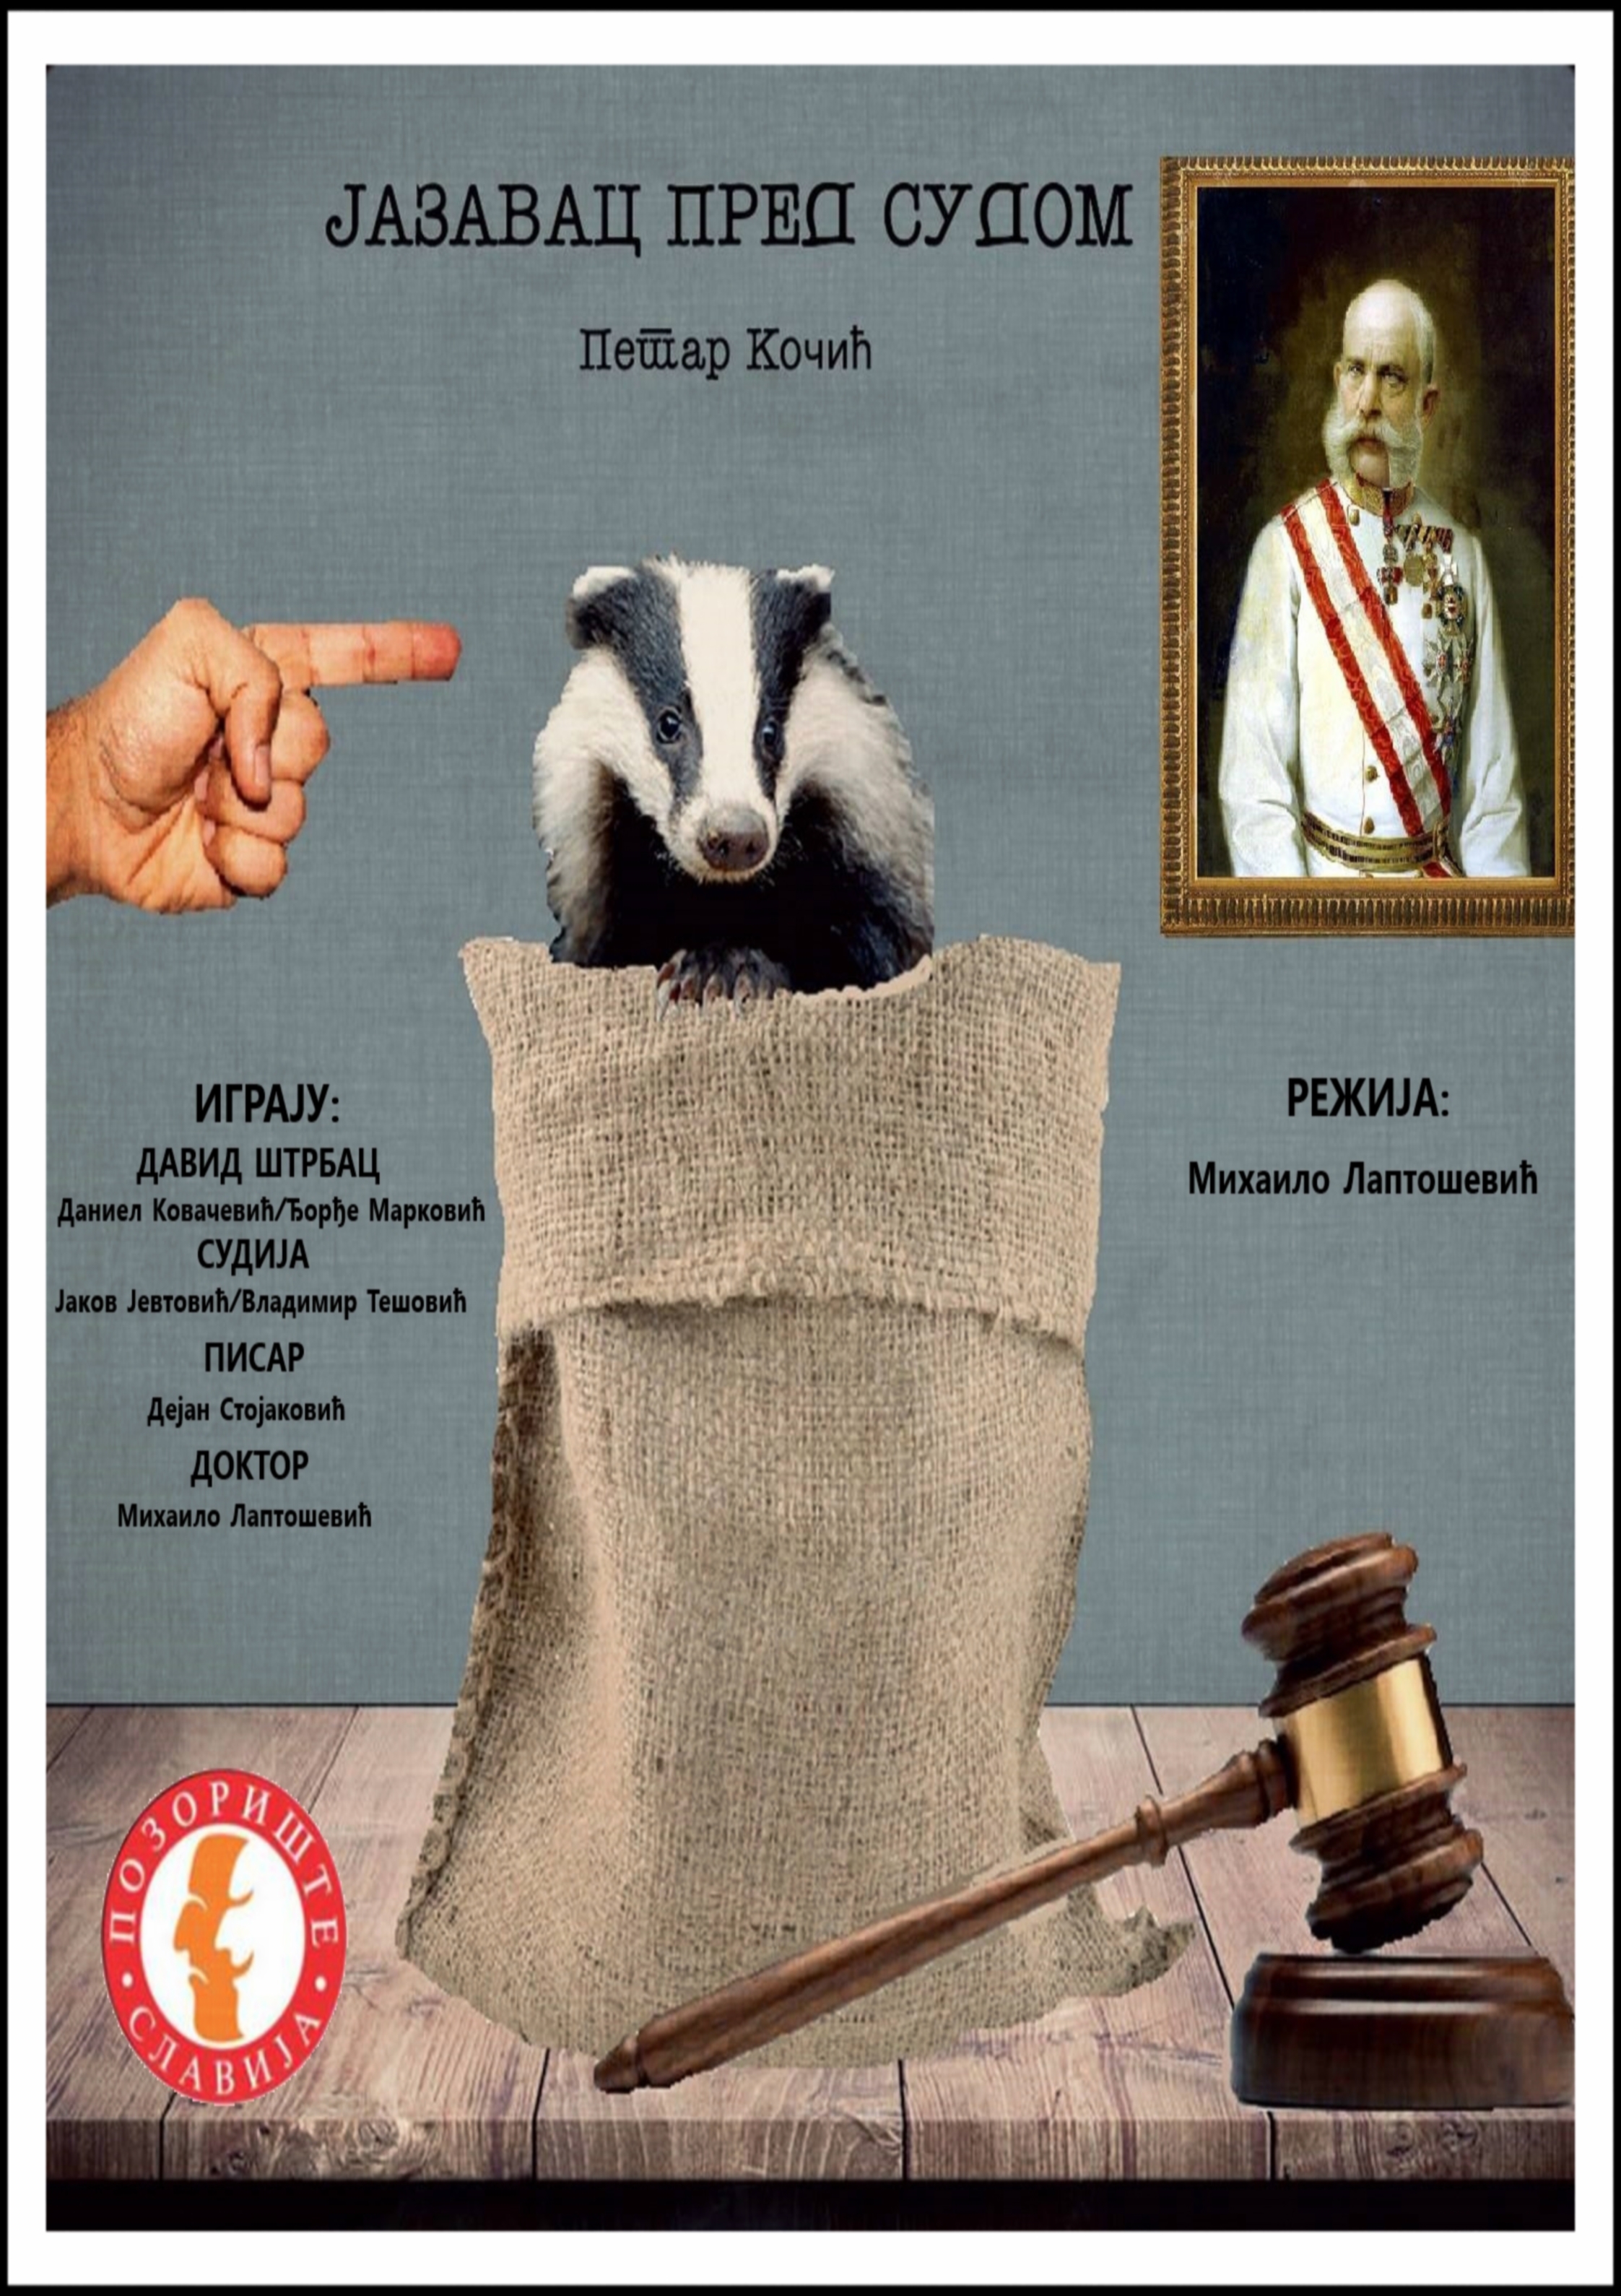 ЈАЗАВАЦ ПРЕД СУДОМ
Петар Кочић
ИГРАЈУ:
ДАВИД ШТРБАЦ
Даниел Ковачевић/Ђорђе Марковић
СУДИЈА
Јаков Јевтовић/Владимир Тешовић
ПИСАР
Дејан Стојаковић
ДОКТОР
Михаило Лаптошевић
РЕЖИЈА:
Михаило Лаптошевић
ПОЗОРИШТЕ
СЛАВИЈА